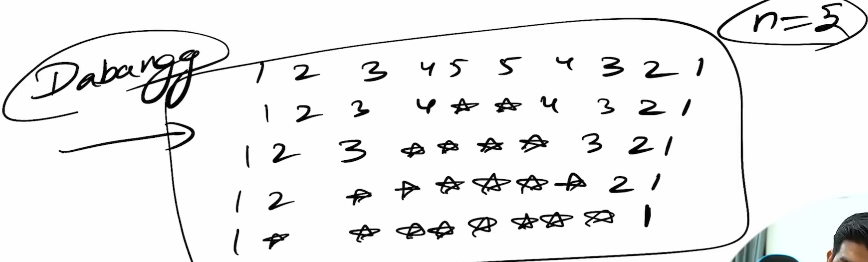 n=5
Dabangg
1 2 3 4 5 5 4 3 2 1
1 2 3 4 ☆ ☆ 4 3 2 1
1 2 3 ☆ ☆ ☆ ☆ 3 2 1
1 2 ☆ ☆ ☆ ☆ ☆ ☆ 2 1
1 ☆ ☆ ☆ ☆ ☆ ☆ ☆ ☆ 1